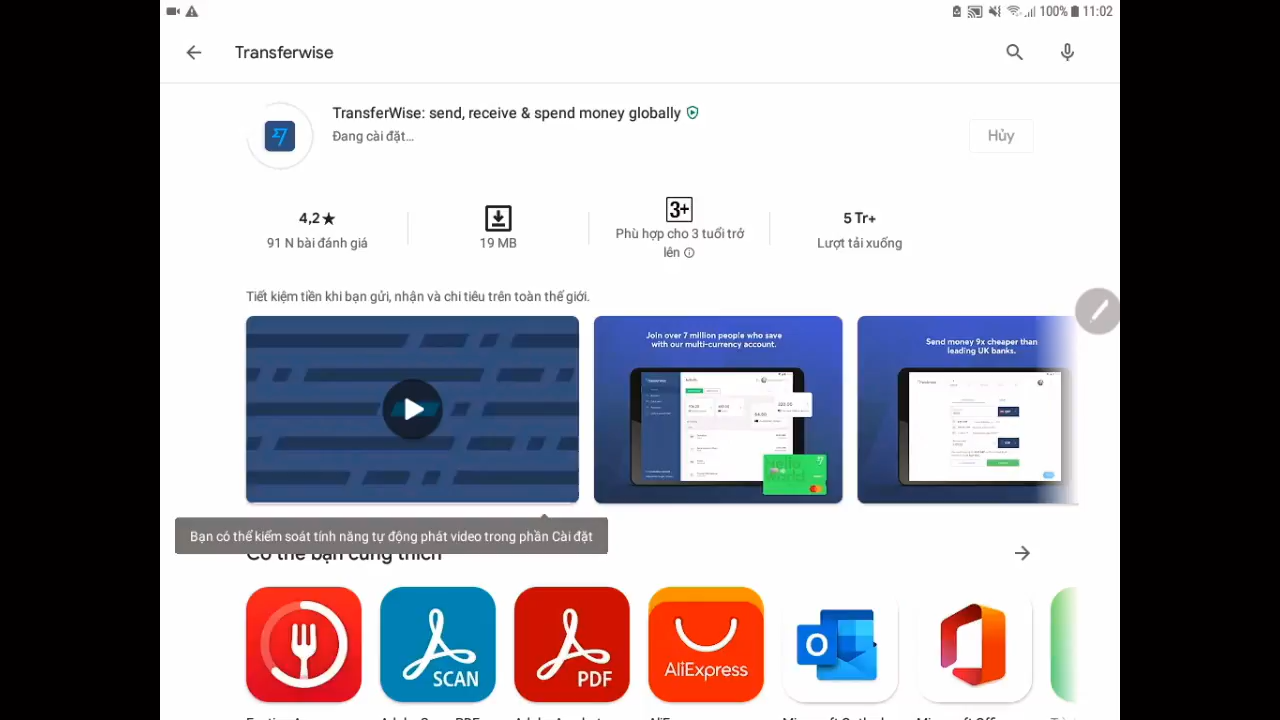 100% 11:02
Transferwise
TransferWise: send, receive & spend money globally
Đang cài đặt...
Hủy
4,2★
91 N bài đánh giá
19 MB
3+
Phù hợp cho 3 tuổi trở
lên
5 Tr+
Lượt tải xuống
Tiết kiệm tiền khi bạn gửi, nhận và chi tiêu trên toàn thế giới.
Join over 7 million people who save
with our multi-currency account.
Send money 9x cheaper than
leading UK banks.
Bạn có thể kiểm soát tính năng tự động phát video trong phần Cài đặt
Có thể bạn cũng thích
SCAN
PDF
AliExpress